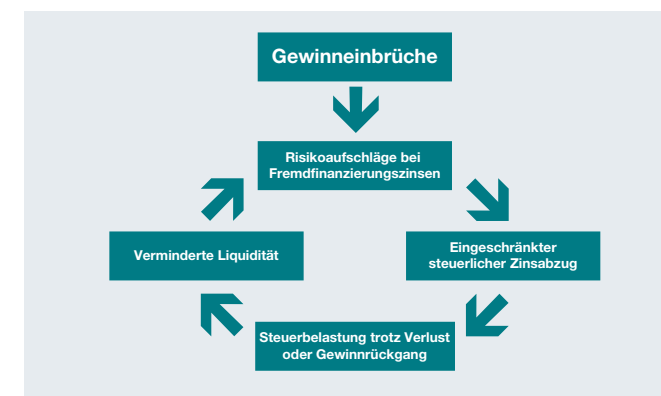 Gewinneinbrüche
Risikoaufschläge bei
Fremdfinanzierungszinsen
Verminderte Liquidität
Eingeschränkter
steuerlicher Zinsabzug
Steuerbelastung trotz Verlust
oder Gewinnrückgang